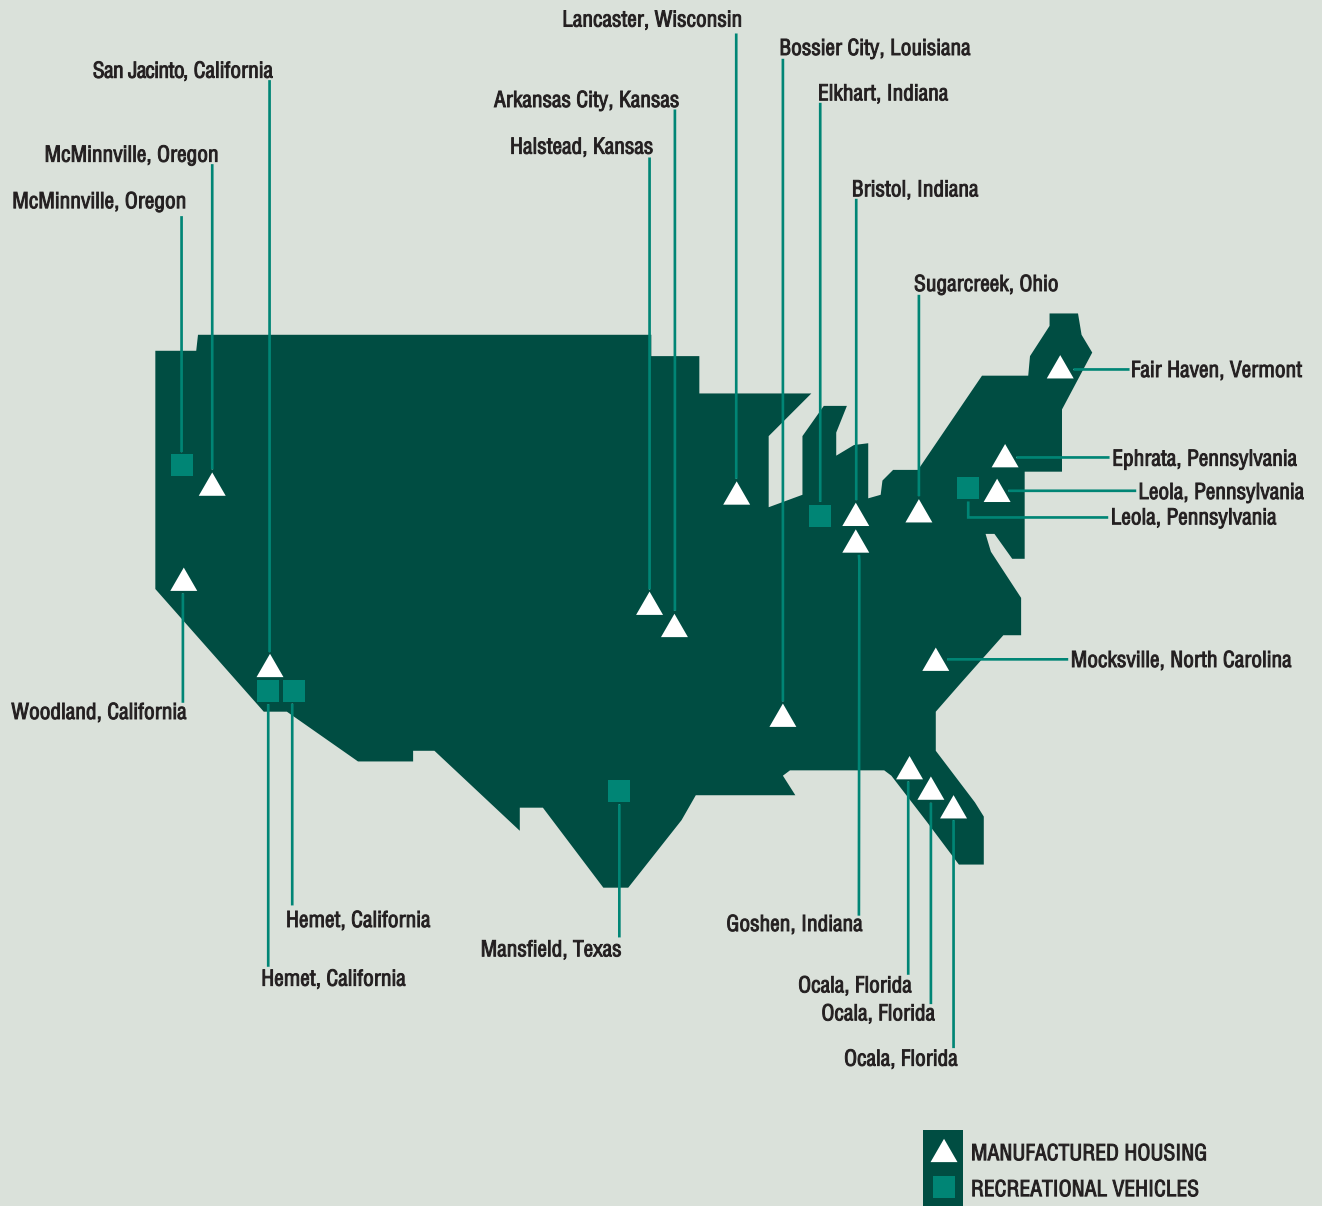 Lancaster, Wisconsin
Bossier City, Louisiana
San Jacinto, California
Elkhart, Indiana
Arkansas City, Kansas
Halstead, Kansas
McMinnville, Oregon
Bristol, Indiana
McMinnville, Oregon
Sugarcreek, Ohio
Fair Haven, Vermont
Ephrata, Pennsylvania
Leola, Pennsylvania
Leola, Pennsylvania
Mocksville, North Carolina
Woodland, California
Hemet, California
Goshen, Indiana
Mansfield, Texas
Hemet, California
Ocala, Florida
Ocala, Florida
Ocala, Florida
MANUFACTURED HOUSING
RECREATIONAL VEHICLES